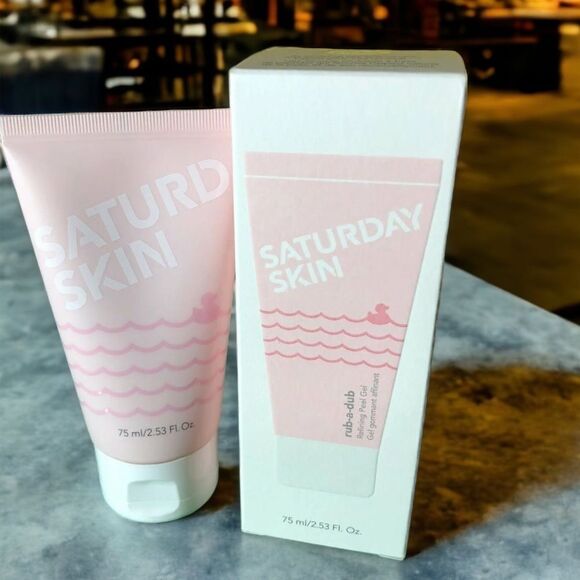 SATURD
SKIN
75 ml/2.53 Fl. Oz.
SATURDAY
SKIN
rub-a-dub
Refining Peel Gel
Gel gommant affinant
75 ml/2.53 Fl. Oz.